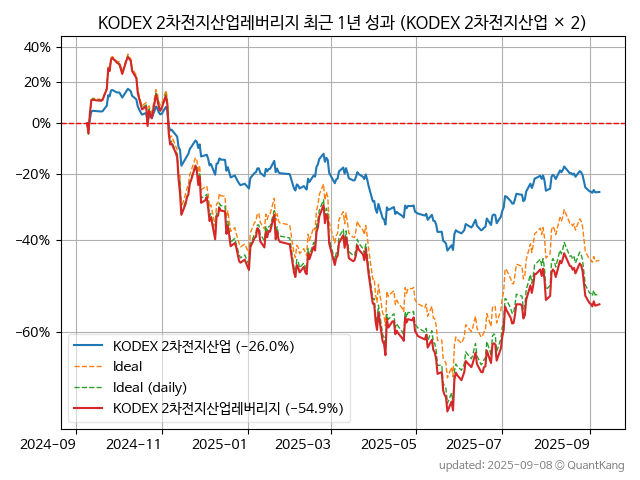 KODEX 2차전지산업레버리지 최근 1년 성과 (KODEX 2차전지산업 × 2)
40%
20%
0%
−20%
−40%
−60%
KODEX 2차전지산업 (−26.0%)
Ideal
Ideal (daily)
KODEX 2차전지산업레버리지 (−54.9%)
2024−09 2024−11 2025−01 2025−03 2025−05 2025−07 2025−09
updated: 2025-09-08 © QuantKang